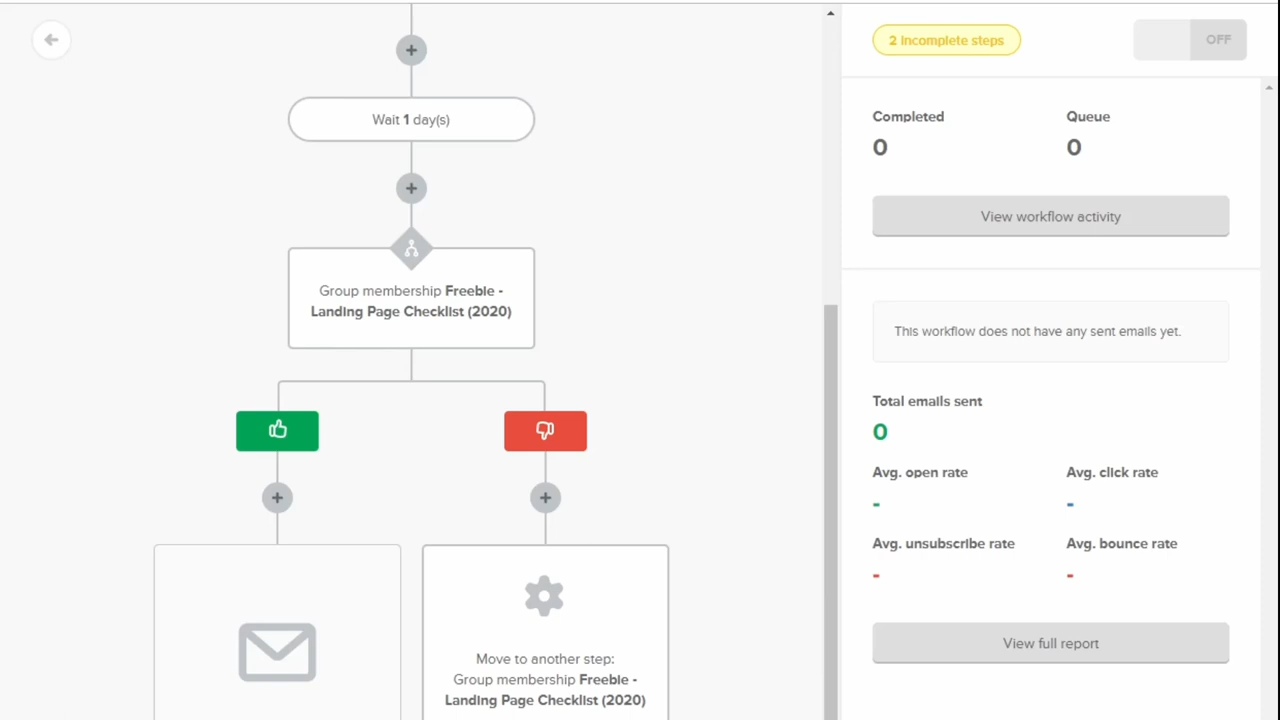 2 Incomplete steps
OFF
Wait 1 day(s)
Group membership Freebie -
Landing Page Checklist (2020)
Move to another step:
Group membership Freebie -
Landing Page Checklist (2020)
Completed
Queue
0
0
View workflow activity
This workflow does not have any sent emails yet.
Total emails sent
0
Avg. open rate
Avg. click rate
-
-
Avg. unsubscribe rate
Avg. bounce rate
-
-
View full report